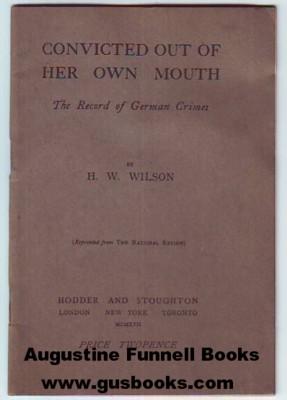 CONVICTED OUT OF
HER OWN MOUTH
The Record of German Crimes
BY
H. W. WILSON
(Reprinted from THE NATIONAL REVIEW)
HODDER AND STOUGHTON
LONDON NEW YORK TORONTO
MCMXVII
PRICE TWOPENCE
Augustine Funnell Books
www.gusbooks.com